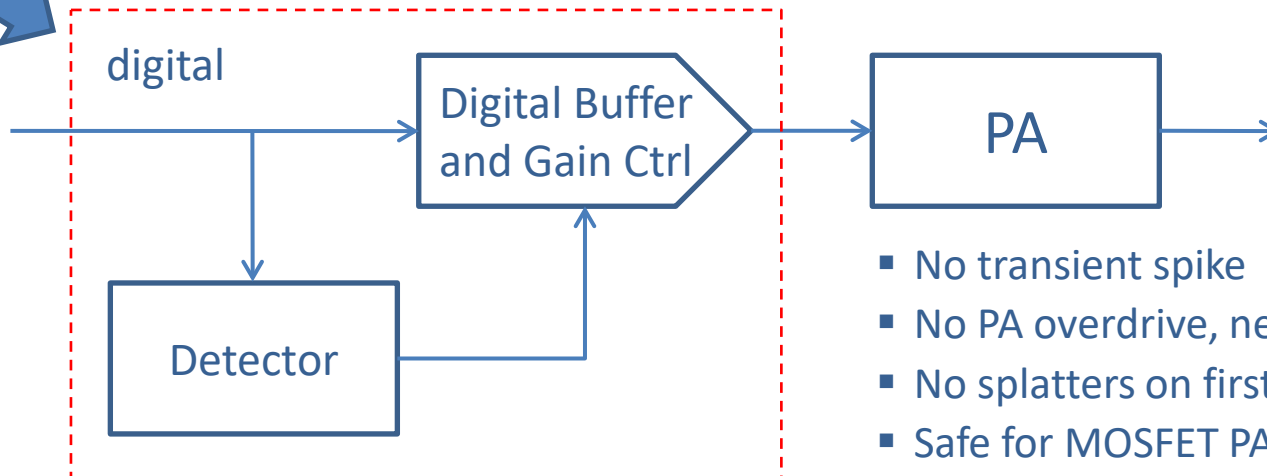 digital
Digital Buffer
and Gain Ctrl
PA
Detector
▪ No transient spike
▪ No PA overdrive,
▪ No splatters on first
▪ Safe for MOSFET PA